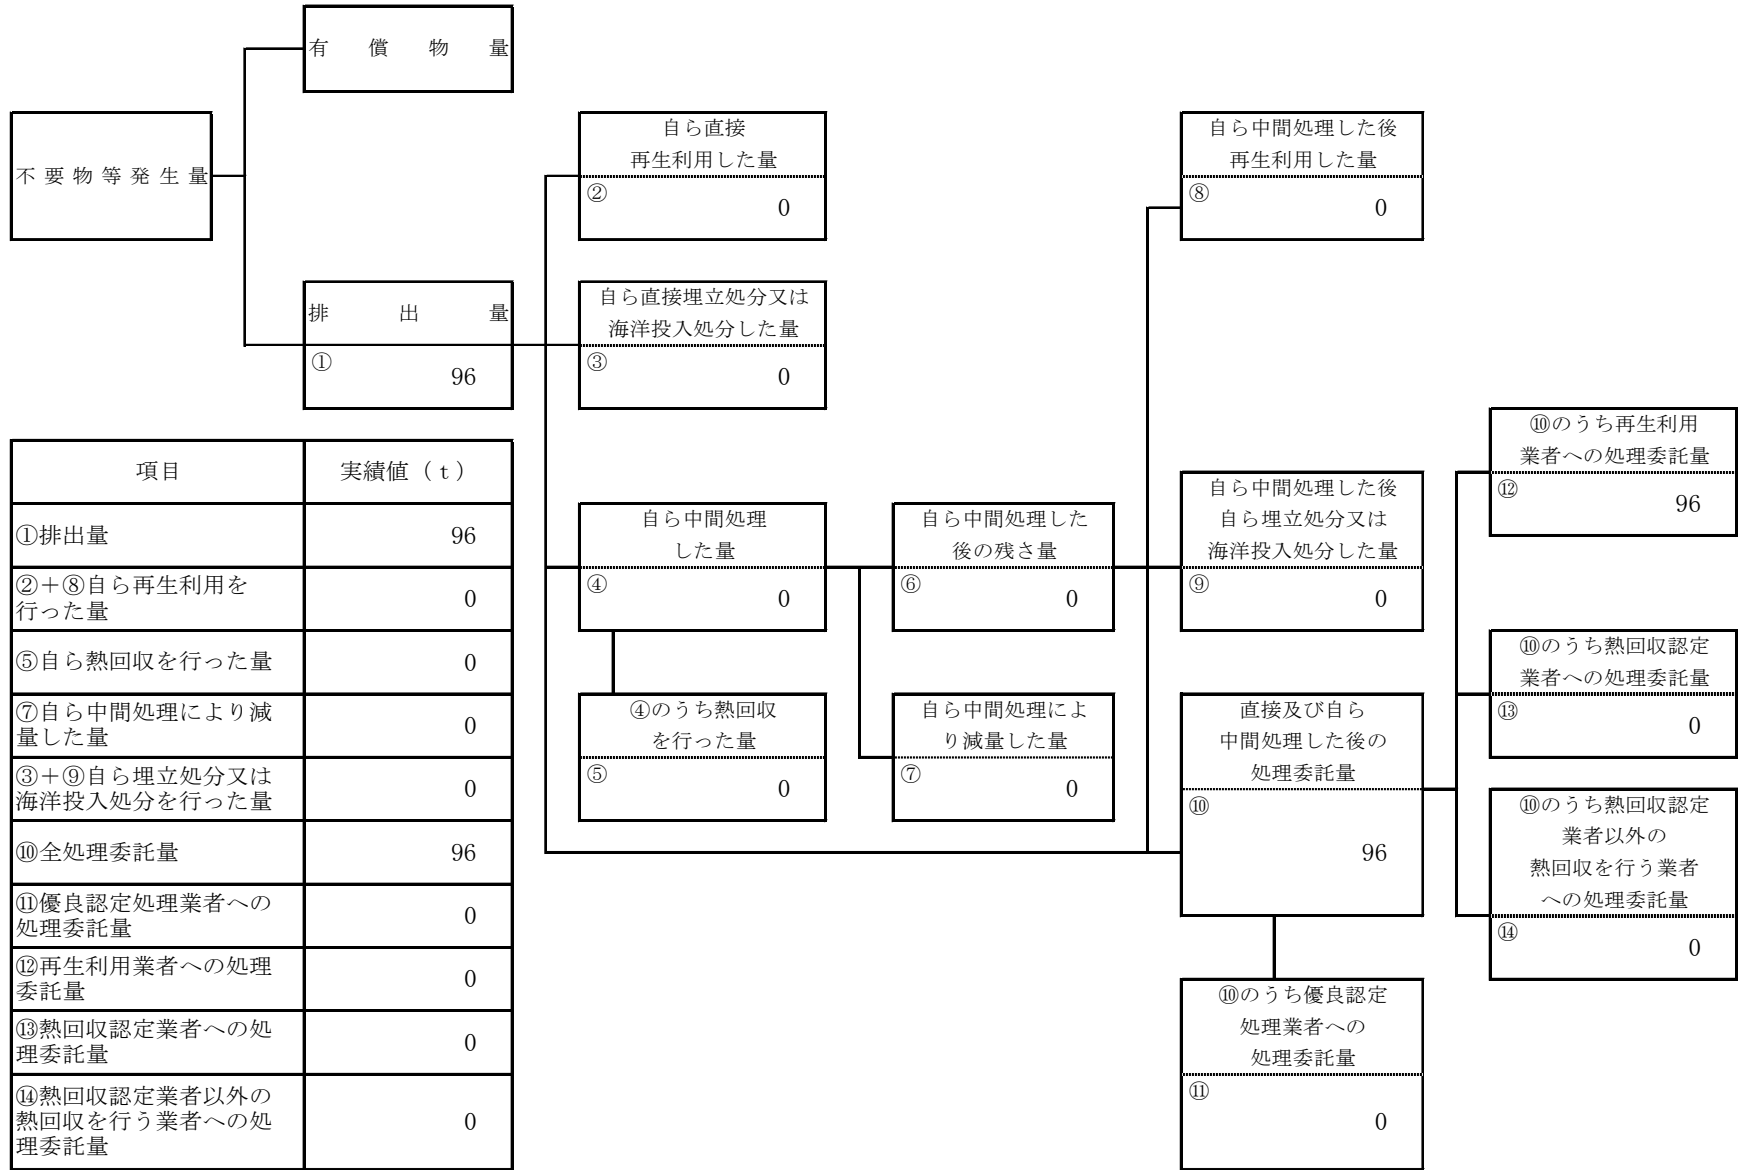 有償物量
不要物等発生量
排出量
①
96
自ら直接
再生利用した量
②
0
自ら直接埋立処分又は
海洋投入処分した量
③
0
自ら中間処理
した量
④
0
④のうち熱回収
を行った量
⑤
0
自ら中間処理した
後の残さ量
⑥
0
自ら中間処理によ
り減量した量
⑦
0
自ら中間処理した後
再生利用した量
⑧
0
自ら中間処理した後
自ら埋立処分又は
海洋投入処分した量
⑨
0
直接及び自ら
中間処理した後の
処理委託量
⑩
96
⑩のうち優良認定
処理業者への
処理委託量
⑪
0
⑩のうち再生利用
業者への処理委託量
⑫
96
⑩のうち熱回収認定
業者への処理委託量
⑬
0
⑩のうち熱回収認定
業者以外の
熱回収を行う業者
への処理委託量
⑭
0
項目 実績値（ｔ）
①排出量 96
②＋⑧自ら再生利用を
行った量 0
⑤自ら熱回収を行った量 0
⑦自ら中間処理により減
量した量 0
③＋⑨自ら埋立処分又は
海洋投入処分を行った量 0
⑩全処理委託量 96
⑪優良認定処理業者への
処理委託量 0
⑫再生利用業者への処理
委託量 0
⑬熱回収認定業者への処
理委託量 0
⑭熱回収認定業者以外の
熱回収を行う業者への処
理委託量 0